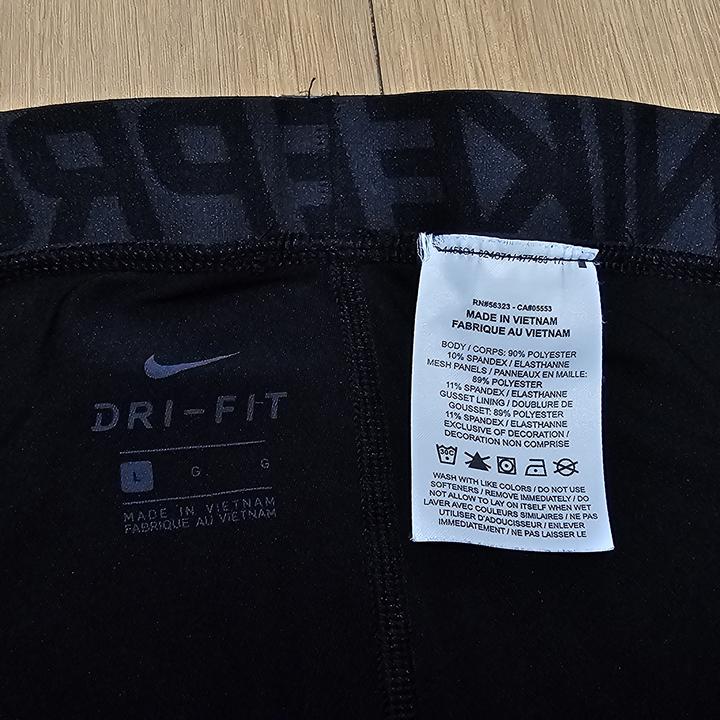 DRI-FIT
L G G
MADE IN VIETNAM
FABRIQUE AU VIETNAM
RN#56323 - CA#05553
MADE IN VIETNAM
FABRIQUE AU VIETNAM
BODY / CORPS: 90% POLYESTER
10% SPANDEX / ELASTHANNE
MESH PANELS / PANNEAUX EN MAILLE:
89% POLYESTER
11% SPANDEX / ELASTHANNE
GUSSET LINING / DOUBLURE DE
GOUSSET: 89% POLYESTER
11% SPANDEX / ELASTHANNE
EXCLUSIVE OF DECORATION /
DECORATION NON COMPRISE
30C
WASH WITH LIKE COLORS / DO NOT USE
SOFTENERS / REMOVE IMMEDIATELY / DO
NOT ALLOW TO LAY ON ITSELF WHEN WET
LAVER AVEC COULEURS SIMILAIRES / NE PAS
UTILISER D'ADOUCISSEUR / ENLEVER
IMMEDIATEMENT / NE PAS LAISSER LE